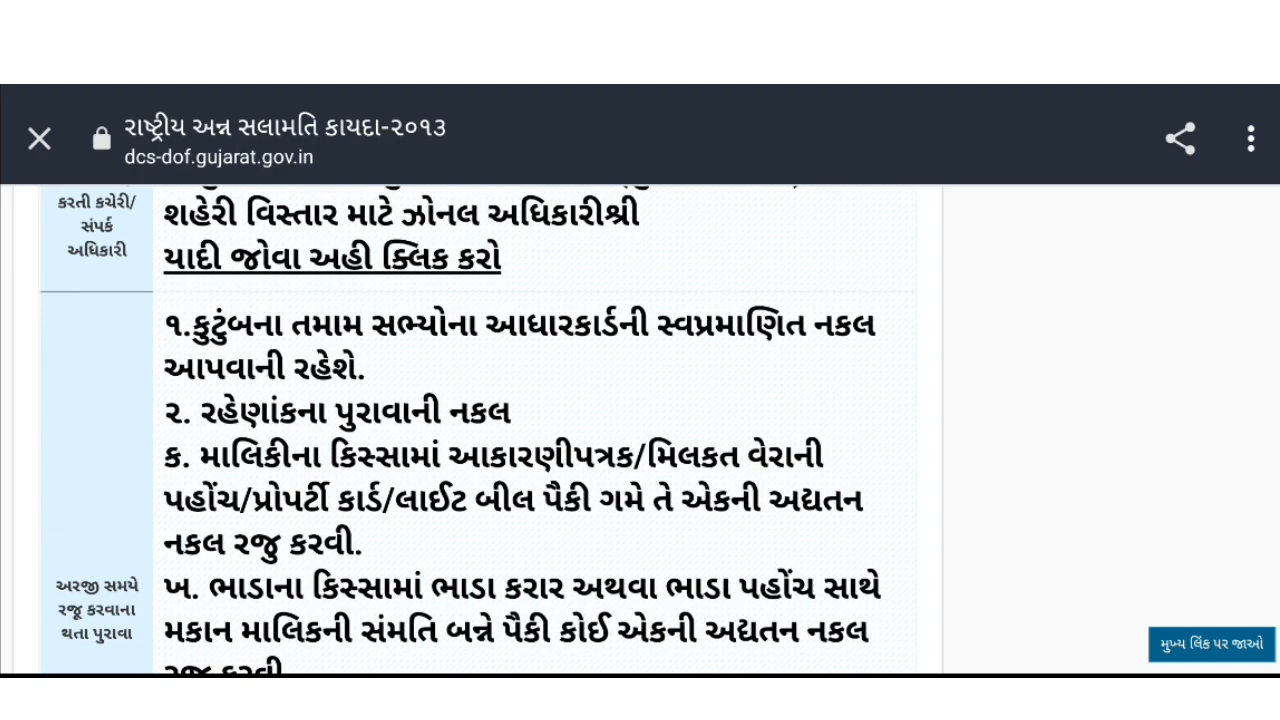 રાષ્ટ્રીય અન્ન સલામતિ કાયદા-૨૦૧૩
dcs-dof.gujarat.gov.in
કરતી કચેરી/
સંપર્ક
અધિકારી
શહેરી વિસ્તાર માટે ઝોનલ અધિકારીશ્રી
યાદી જોવા અહી ક્લિક કરો
૧.કુટુંબના તમામ સભ્યોના આધારકાર્ડની સ્વપ્રમાણિત નકલ
આપવાની રહેશે.
૨. રહેણાંકના પુરાવાની નકલ
ક. માલિકીના કિસ્સામાં આકારણીપત્રક/મિલકત વેરાની
પહોંચ/પ્રોપર્ટી કાર્ડ/લાઈટ બીલ પૈકી ગમે તે એકની અદ્યતન
નકલ રજુ કરવી.
અરજી સમયે
રજૂ કરવાના
થતા પુરાવા
ખ. ભાડાના કિસ્સામાં ભાડા કરાર અથવા ભાડા પહોંચ સાથે
મકાન માલિકની સંમતિ બન્ને પૈકી કોઈ એકની અદ્યતન નકલ
રજુ કરવી.
મુખ્ય લિંક પર જાઓ